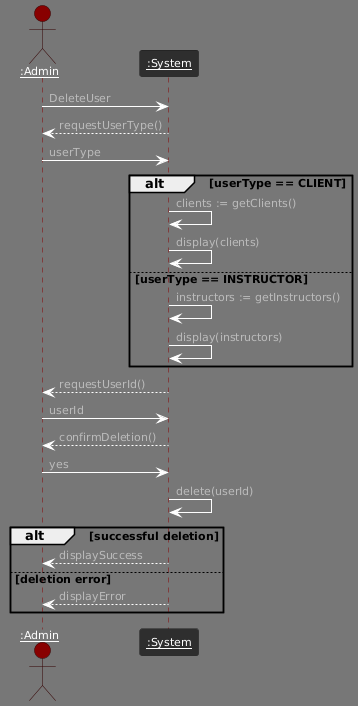 :Admin
:System
DeleteUser
requestUserType()
userType
alt [userType == CLIENT]
clients := getClients()
display(clients)
[userType == INSTRUCTOR]
instructors := getInstructors()
display(instructors)
requestUserId()
userId
confirmDeletion()
yes
delete(userId)
alt [successful deletion]
displaySuccess
[deletion error]
displayError
:Admin
:System